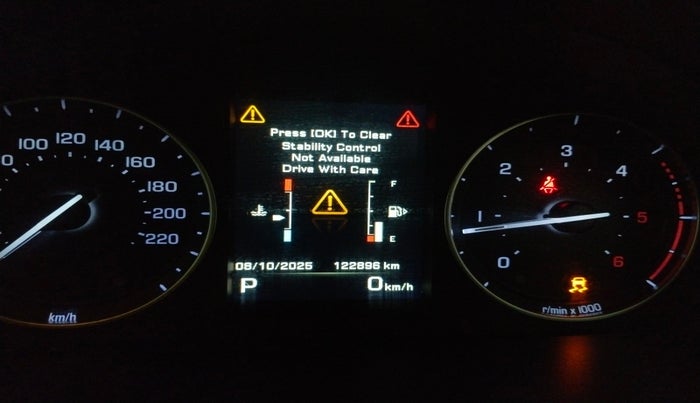 100 120 140
160
180
200
220
km/h
Press [OK] To Clear
Stability Control
Not Available
Drive With Care
F
E
08/10/2025 122896 km
P 0 km/h
0 1 2 3 4 5 6
r/min x 1000